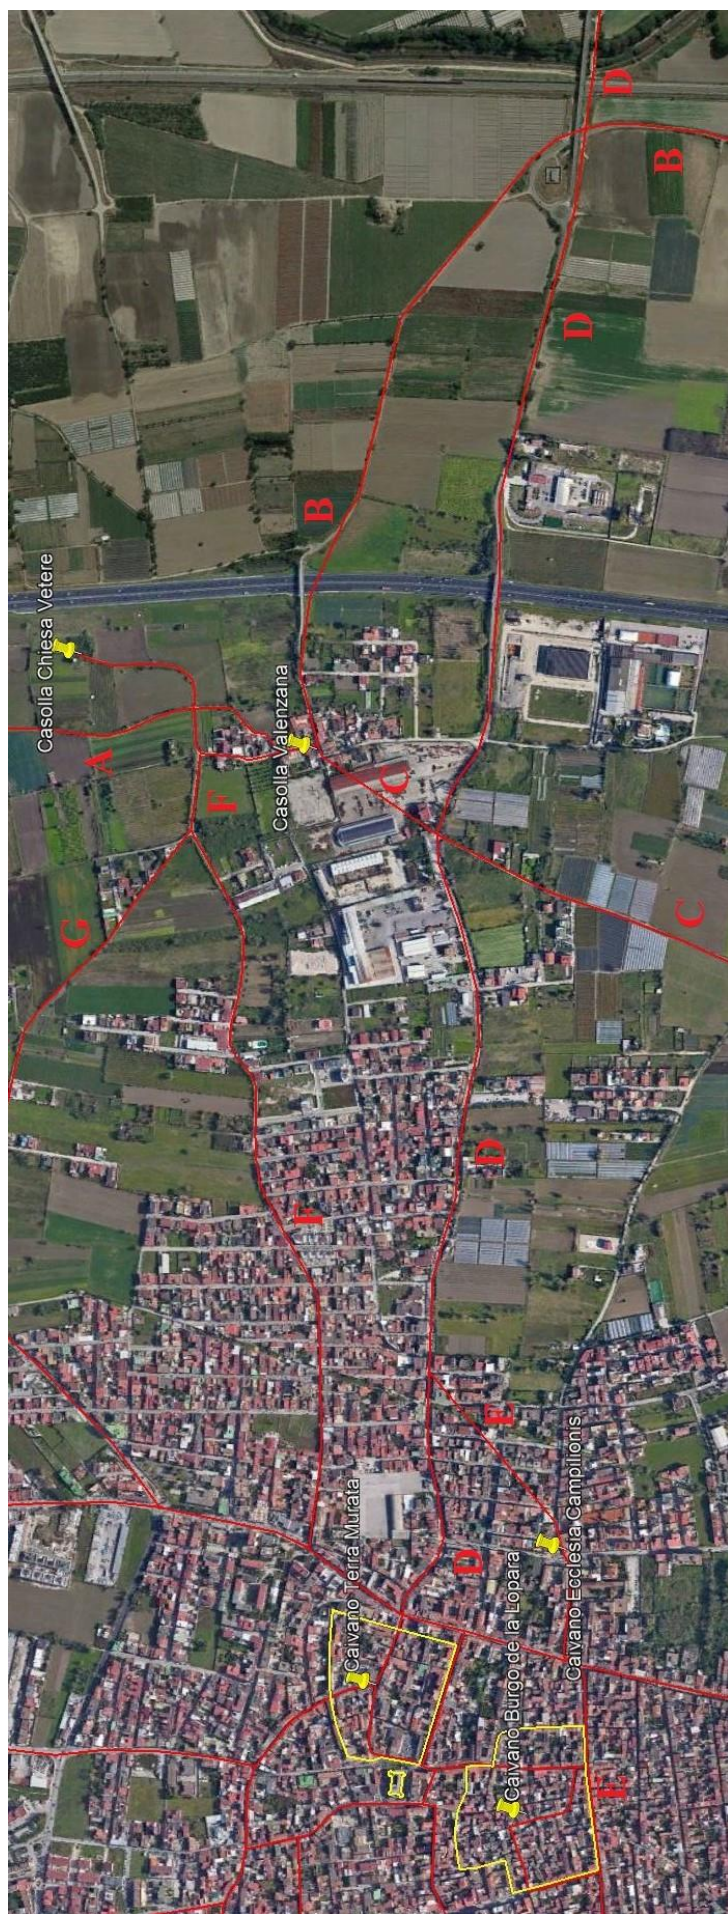 Casolla Chiesa Vetere
G
A
F
Casolla Valenzana
F
B
Caivano Terra Murata
C
D
D
E
Caivano Burgo de la Lopara
Caivano Ecclesia Campilionis
D
E
D
B
C